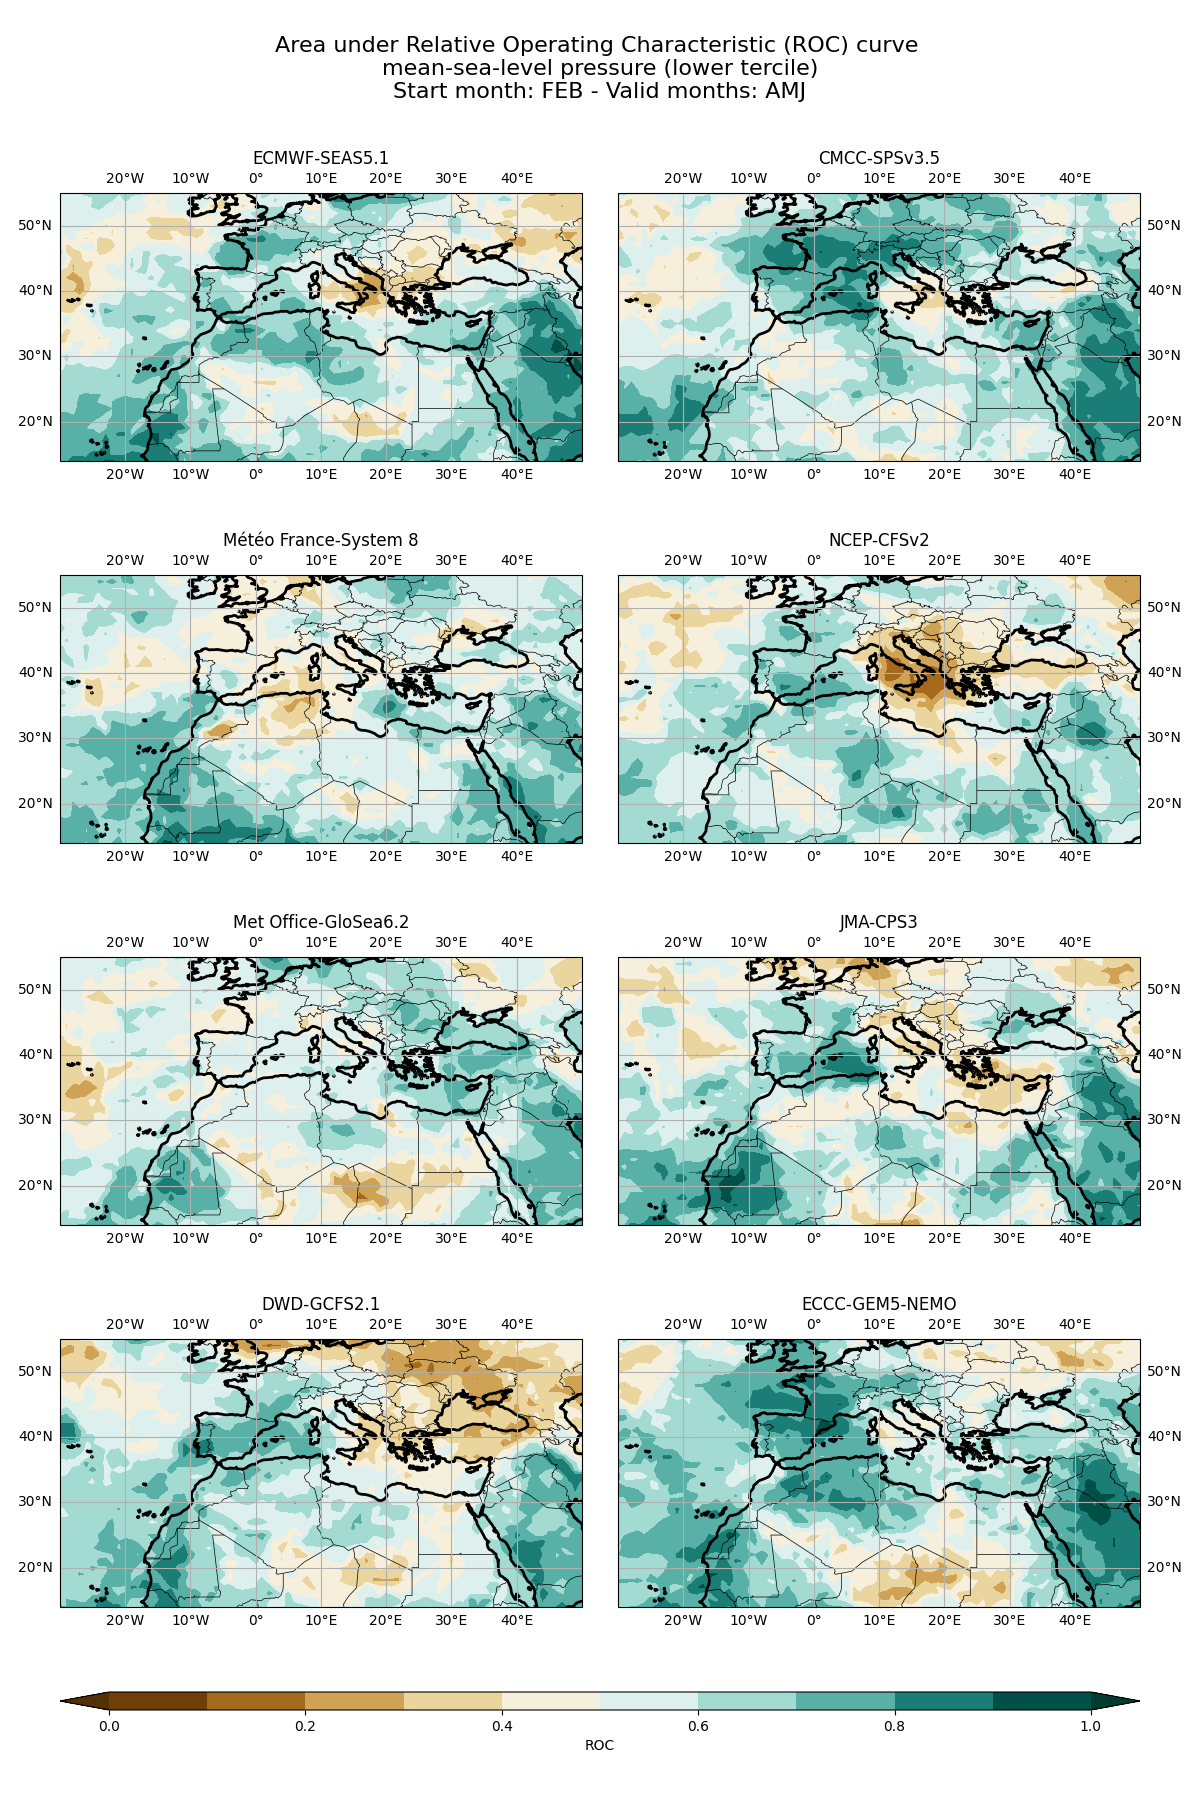 Area under Relative Operating Characteristic (ROC) curve
mean-sea-level pressure (lower tercile)
Start month: FEB - Valid months: AMJ
ECMWF-SEAS5.1
20°W 10°W 0° 10°E 20°E 30°E 40°E
50°N
40°N
30°N
20°N
20°W 10°W 0° 10°E 20°E 30°E 40°E
CMCC-SPSv3.5
20°W 10°W 0° 10°E 20°E 30°E 40°E
50°N
40°N
30°N
20°N
20°W 10°W 0° 10°E 20°E 30°E 40°E
Météo France-System 8
20°W 10°W 0° 10°E 20°E 30°E 40°E
50°N
40°N
30°N
20°N
20°W 10°W 0° 10°E 20°E 30°E 40°E
NCEP-CFSv2
20°W 10°W 0° 10°E 20°E 30°E 40°E
50°N
40°N
30°N
20°N
20°W 10°W 0° 10°E 20°E 30°E 40°E
Met Office-GloSea6.2
20°W 10°W 0° 10°E 20°E 30°E 40°E
50°N
40°N
30°N
20°N
20°W 10°W 0° 10°E 20°E 30°E 40°E
JMA-CPS3
20°W 10°W 0° 10°E 20°E 30°E 40°E
50°N
40°N
30°N
20°N
20°W 10°W 0° 10°E 20°E 30°E 40°E
DWD-GCFS2.1
20°W 10°W 0° 10°E 20°E 30°E 40°E
50°N
40°N
30°N
20°N
20°W 10°W 0° 10°E 20°E 30°E 40°E
ECCC-GEM5-NEMO
20°W 10°W 0° 10°E 20°E 30°E 40°E
50°N
40°N
30°N
20°N
20°W 10°W 0° 10°E 20°E 30°E 40°E
0.0 0.2 0.4 0.6 0.8 1.0
ROC